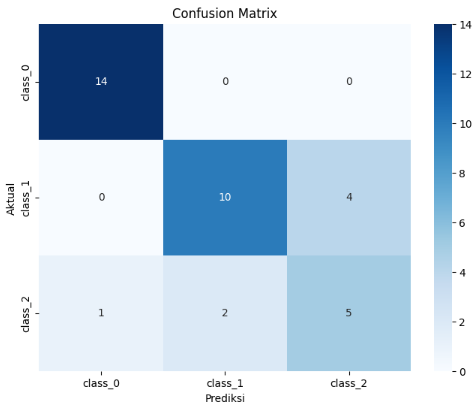 Confusion Matrix
class_0 14 0 0 14
12
10
Aktual class_1 0 10 4 8
6
4
class_2 1 2 5 2
0
class_0 class_1 class_2
Prediksi